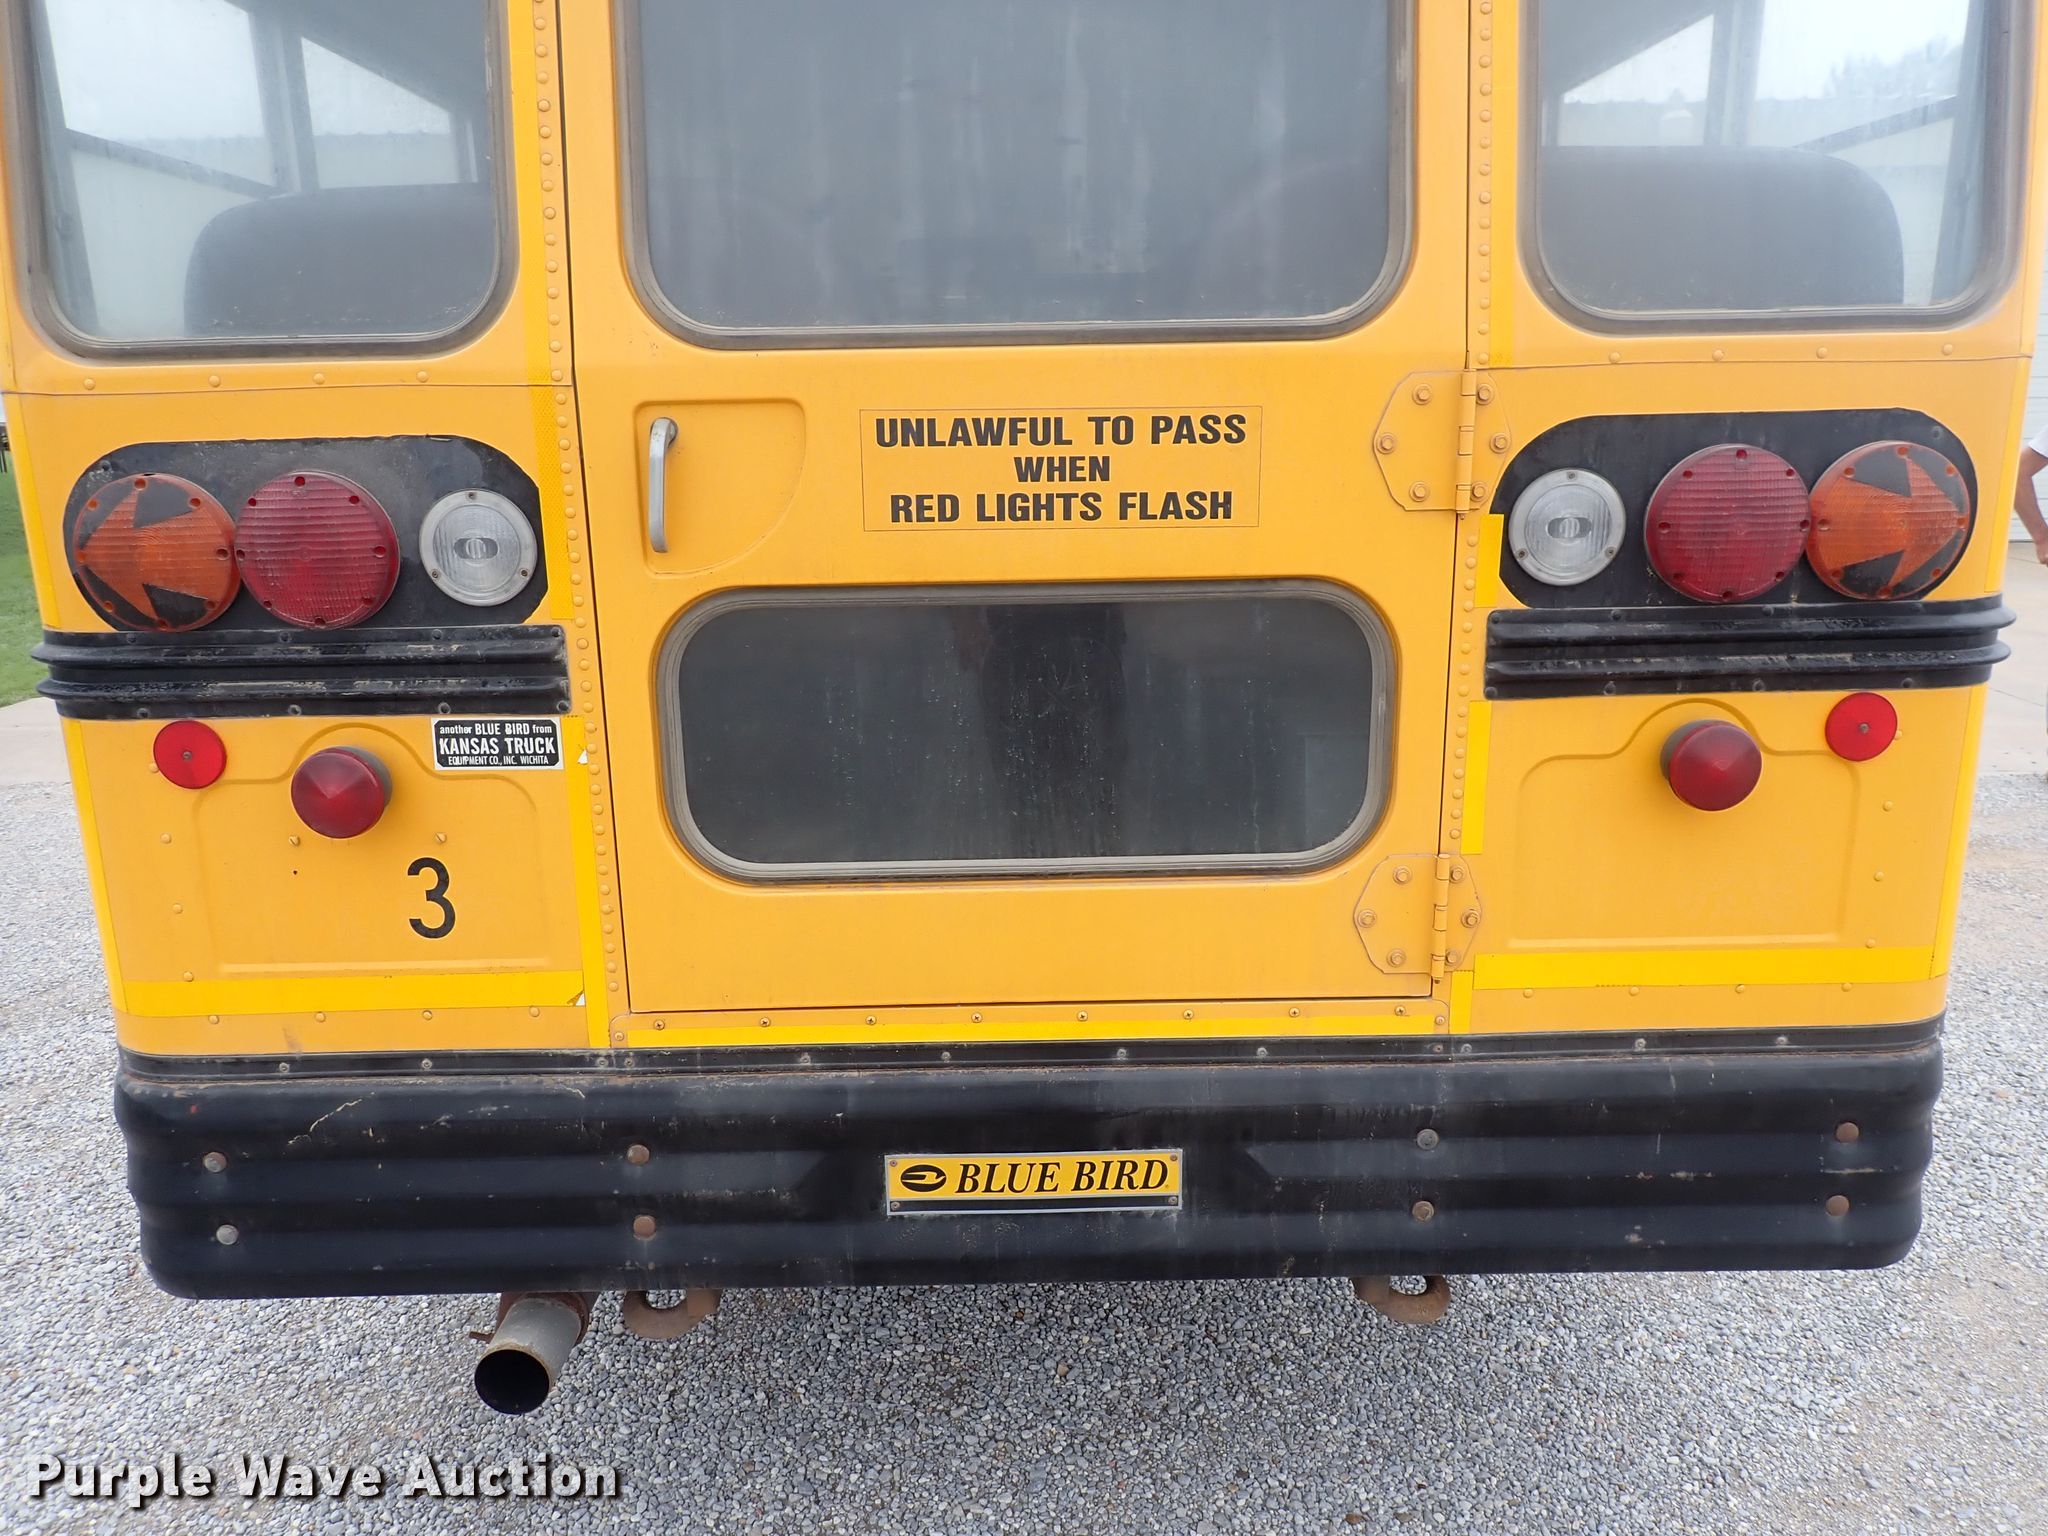 UNLAWFUL TO PASS
WHEN
RED LIGHTS FLASH
another BLUE BIRD from
KANSAS TRUCK
EQUIPMENT CO., INC. WICHITA
3
BLUE BIRD
Purple Wave Auction